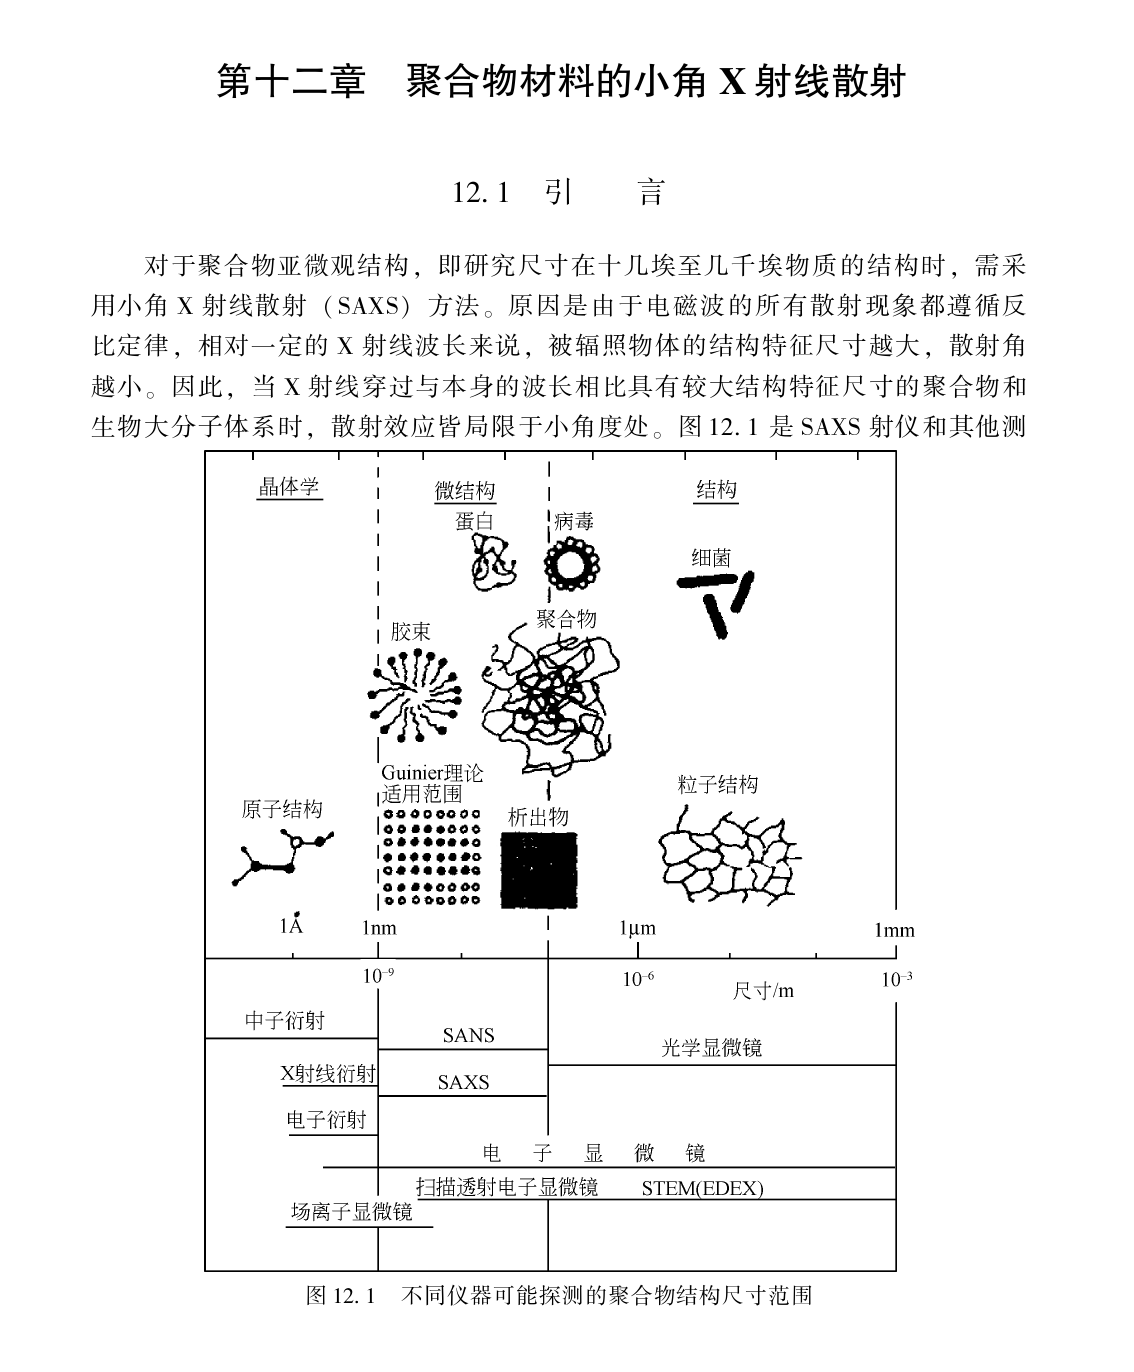 第十二章 聚合物材料的小角 X 射线散射
12.1 引 言
对于聚合物亚微观结构，即研究尺寸在十几埃至几千埃物质的结构时，需采
用小角 X 射线散射（SAXS）方法。原因是由于电磁波的所有散射现象都遵循反
比定律，相对一定的 X 射线波长来说，被辐照物体的结构特征尺寸越大，散射角
越小。因此，当 X 射线穿过与本身的波长相比具有较大结构特征尺寸的聚合物和
生物大分子体系时，散射效应皆局限于小角度处。图 12.1 是 SAXS 射仪和其他测
晶体学 微结构 结构
蛋白 病毒
细菌
胶束 聚合物
Guinier理论
适用范围
原子结构 析出物 粒子结构
1Å 1nm 1μm 1mm
10⁻⁹ 10⁻⁶ 尺寸/m 10⁻³
中子衍射 SANS 光学显微镜
X射线衍射 SAXS
电子衍射
电 子 显 微 镜
扫描透射电子显微镜 STEM(EDEX)
场离子显微镜
图 12.1 不同仪器可能探测的聚合物结构尺寸范围